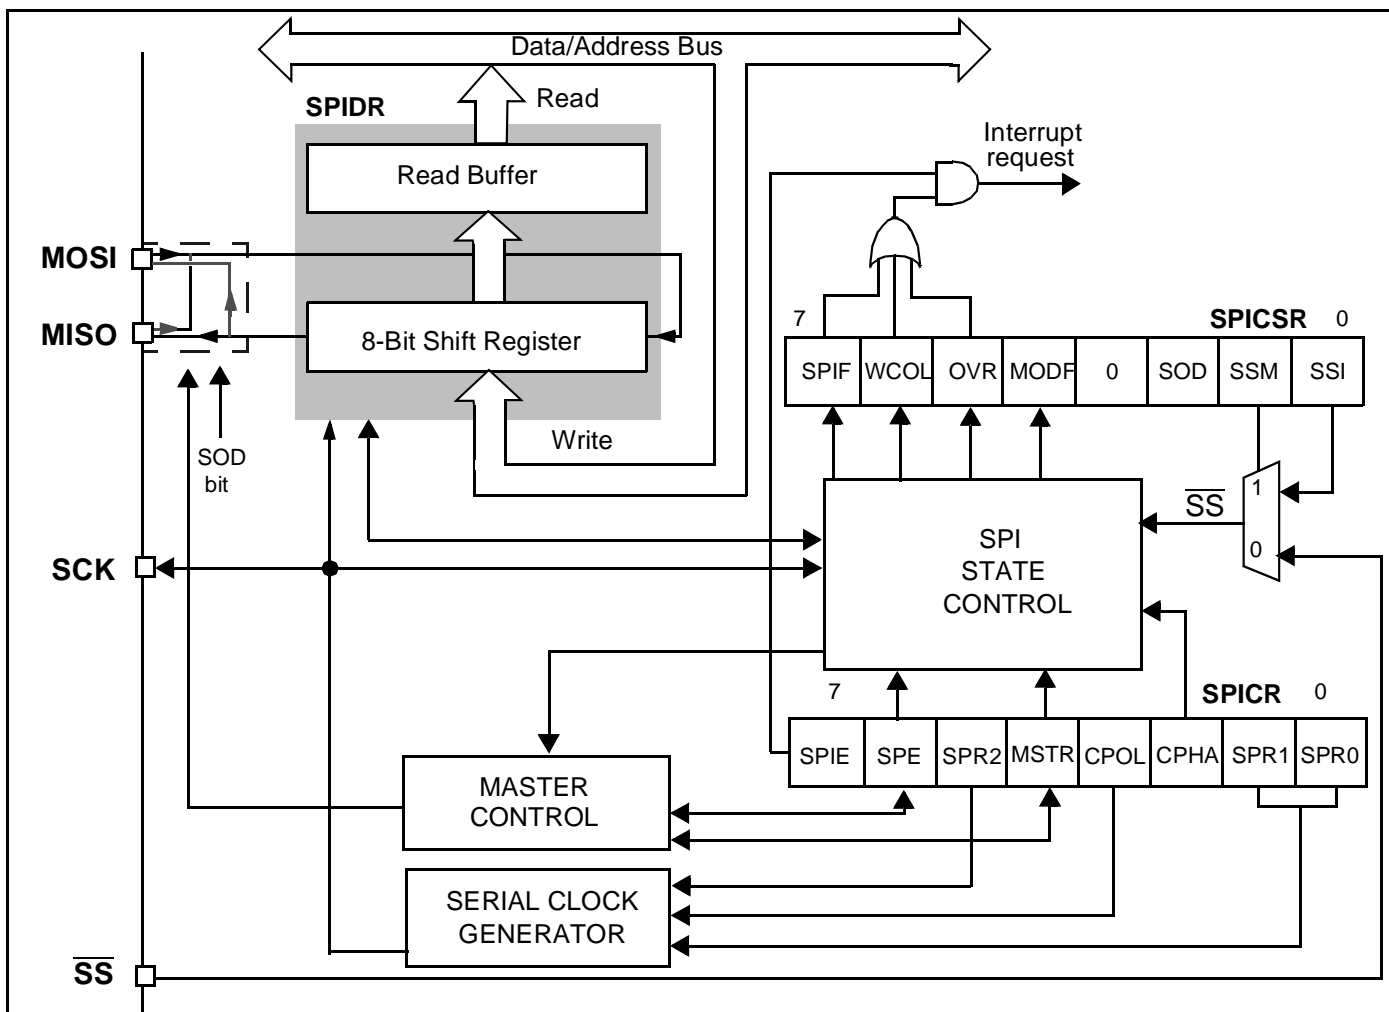 Data/Address Bus
SPIDR
Read
Interrupt
request
Read Buffer
MOSI
MISO
8-Bit Shift Register
7
SPICSR
0
SPIF WCOL OVR MODF 0 SOD SSM SSI
Write
SOD
bit
1
SS
0
SCK
SPI
STATE
CONTROL
7
SPICR
0
SPIE SPE SPR2 MSTR CPOL CPHA SPR1 SPR0
MASTER
CONTROL
SERIAL CLOCK
GENERATOR
SS